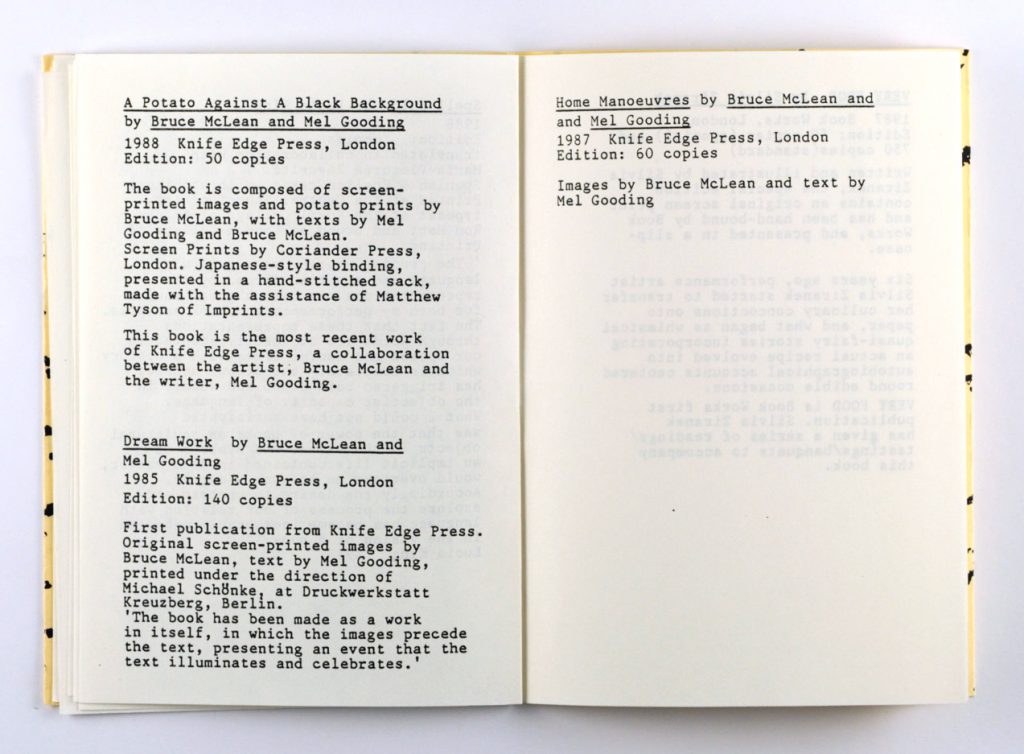 A Potato Against A Black Background
by Bruce McLean and Mel Gooding
1988 Knife Edge Press, London
Edition: 50 copies
The book is composed of screen-
printed images and potato prints by
Bruce McLean, with texts by Mel
Gooding and Bruce McLean.
Screen Prints by Coriander Press,
London. Japanese-style binding,
presented in a hand-stitched sack,
made with the assistance of Matthew
Tyson of Imprints.
This book is the most recent work
of Knife Edge Press, a collaboration
between the artist, Bruce McLean and
the writer, Mel Gooding.
Dream Work by Bruce McLean and
Mel Gooding
1985 Knife Edge Press, London
Edition: 140 copies
First publication from Knife Edge Press.
Original screen-printed images by
Bruce McLean, text by Mel Gooding,
printed under the direction of
Michael Schönke, at Druckwerkstatt
Kreuzberg, Berlin.
'The book has been made as a work
in itself, in which the images precede
the text, presenting an event that the
text illuminates and celebrates.'
Home Manoeuvres by Bruce McLean and
and Mel Gooding
1987 Knife Edge Press, London
Edition: 60 copies
Images by Bruce McLean and text by
Mel Gooding